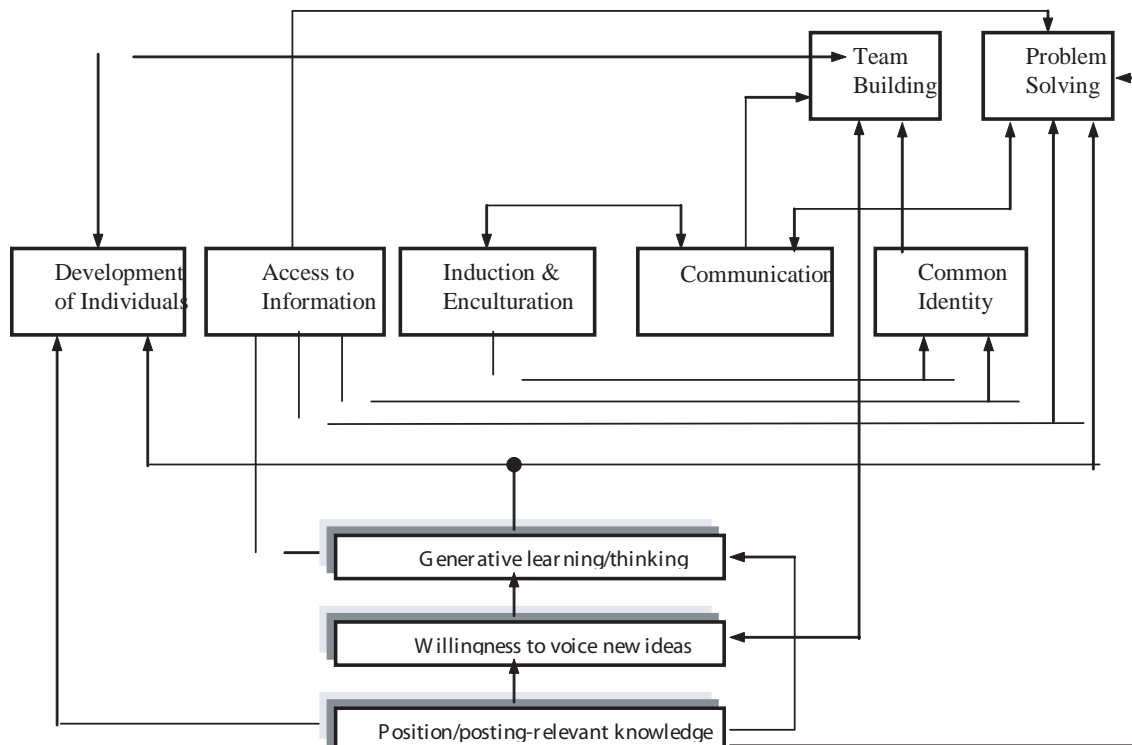 Team
Building
Problem
Solving
Development
of Individuals
Access to
Information
Induction &
Enculturation
Communication
Common
Identity
Generative learning/thinking
Willingness to voice new ideas
Position/posting-relevant knowledge